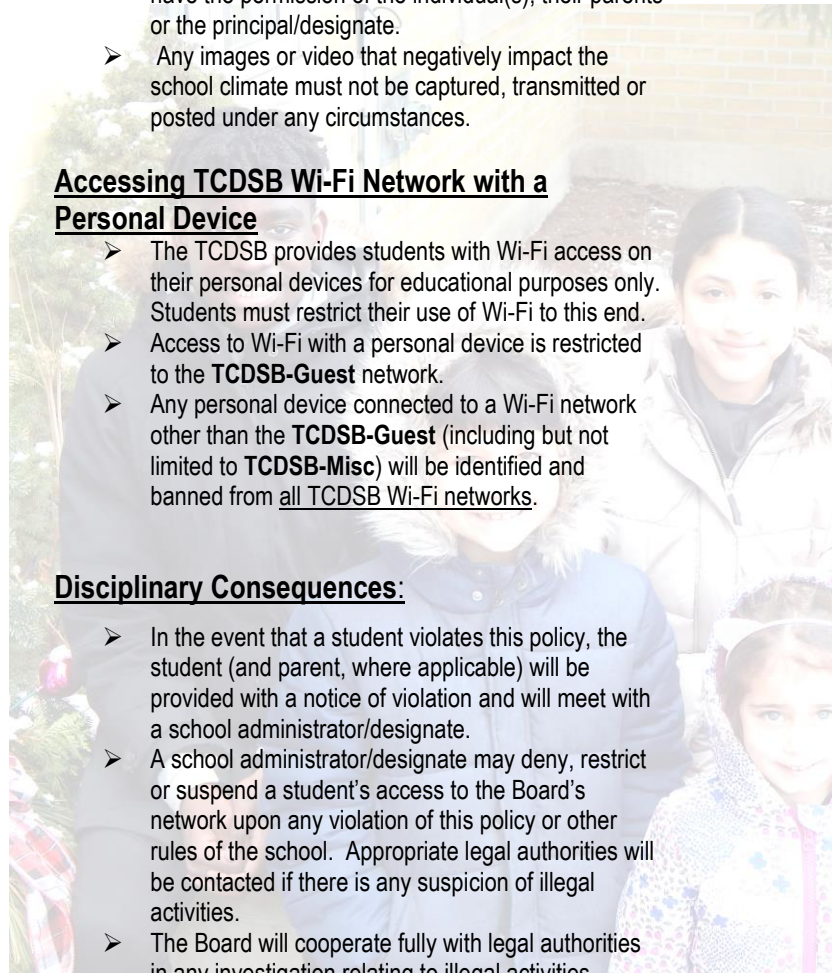 have the permission of the individual(s), their parents
or the principal/designate.
➢ Any images or video that negatively impact the
school climate must not be captured, transmitted or
posted under any circumstances.
Accessing TCDSB Wi-Fi Network with a
Personal Device
➢ The TCDSB provides students with Wi-Fi access on
their personal devices for educational purposes only.
Students must restrict their use of Wi-Fi to this end.
➢ Access to Wi-Fi with a personal device is restricted
to the TCDSB-Guest network.
➢ Any personal device connected to a Wi-Fi network
other than the TCDSB-Guest (including but not
limited to TCDSB-Misc) will be identified and
banned from all TCDSB Wi-Fi networks.
Disciplinary Consequences:
➢ In the event that a student violates this policy, the
student (and parent, where applicable) will be
provided with a notice of violation and will meet with
a school administrator/designate.
➢ A school administrator/designate may deny, restrict
or suspend a student’s access to the Board’s
network upon any violation of this policy or other
rules of the school. Appropriate legal authorities will
be contacted if there is any suspicion of illegal
activities.
➢ The Board will cooperate fully with legal authorities
in any investigation relating to illegal activities